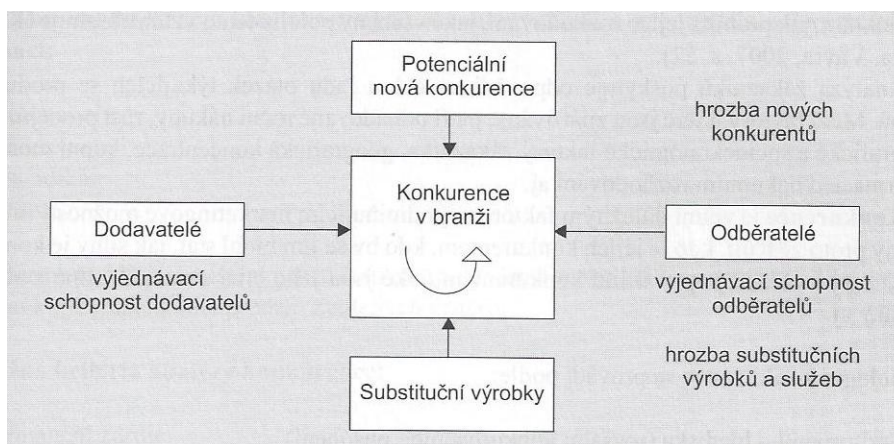 Potenciální
nová konkurence
hrozba nových
konkurentů
Konkurence
branži
Dodavatelé
Odběratelé
vyjednávací
schopnost dodavatelů
vyjednávací schopnost
odběratelů
hrozba substitučních
výrobků a služeb
Substituční výrobky